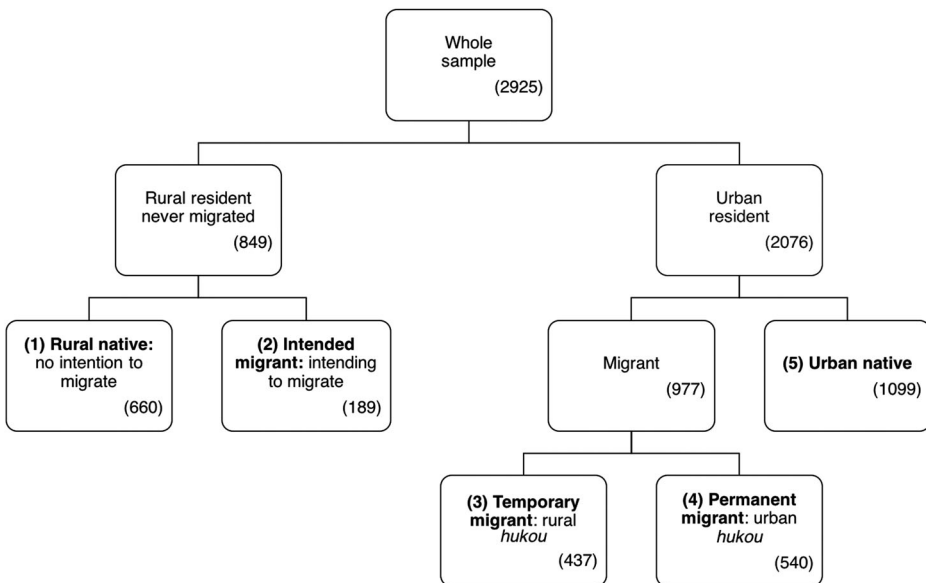 Whole
sample
(2925)
Rural resident
never migrated
(849)
Urban
resident
(2076)
(1) Rural native:
no intention to
migrate
(660)
(2) Intended
migrant: intending
to migrate
(189)
Migrant
(977)
(5) Urban native
(1099)
(3) Temporary
migrant: rural
hukou
(437)
(4) Permanent
migrant: urban
hukou
(540)